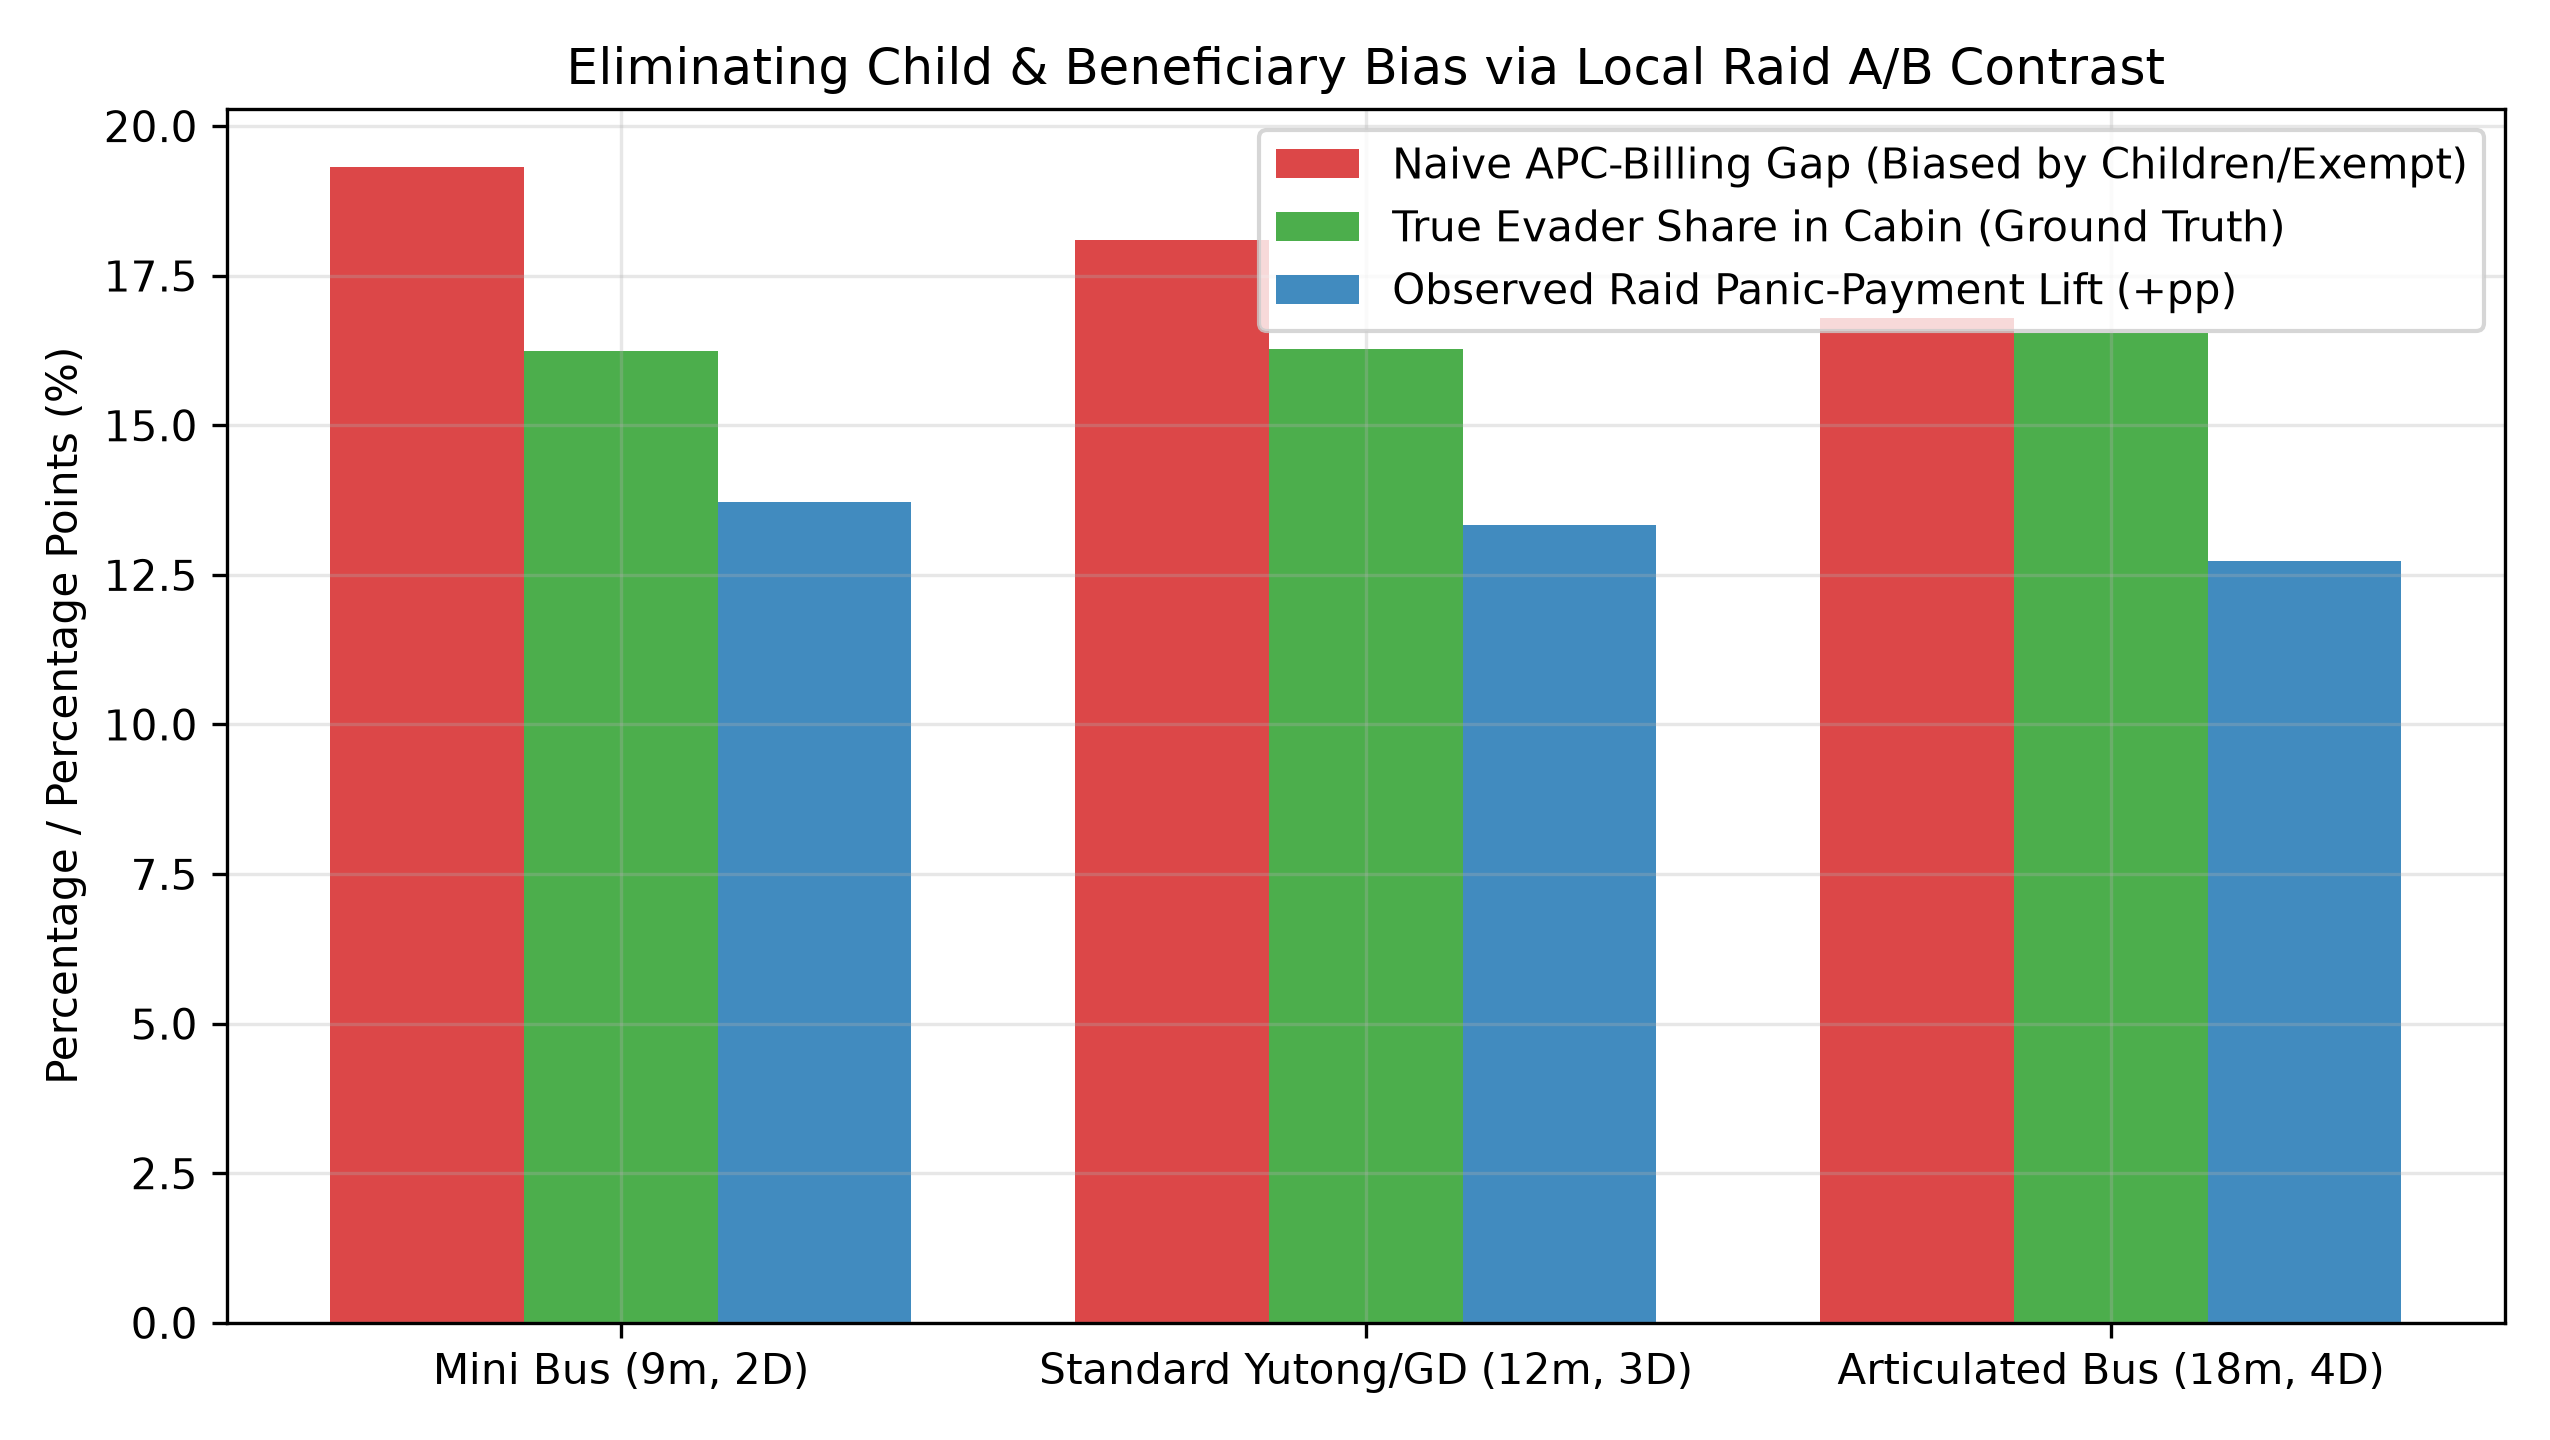 Eliminating Child & Beneficiary Bias via Local Raid A/B Contrast
Naive APC-Billing Gap (Biased by Children/Exempt)
True Evader Share in Cabin (Ground Truth)
Observed Raid Panic-Payment Lift (+pp)
Percentage / Percentage Points (%)
20.0
17.5
15.0
12.5
10.0
7.5
5.0
2.5
0.0
Mini Bus (9m, 2D)
Standard Yutong/GD (12m, 3D)
Articulated Bus (18m, 4D)